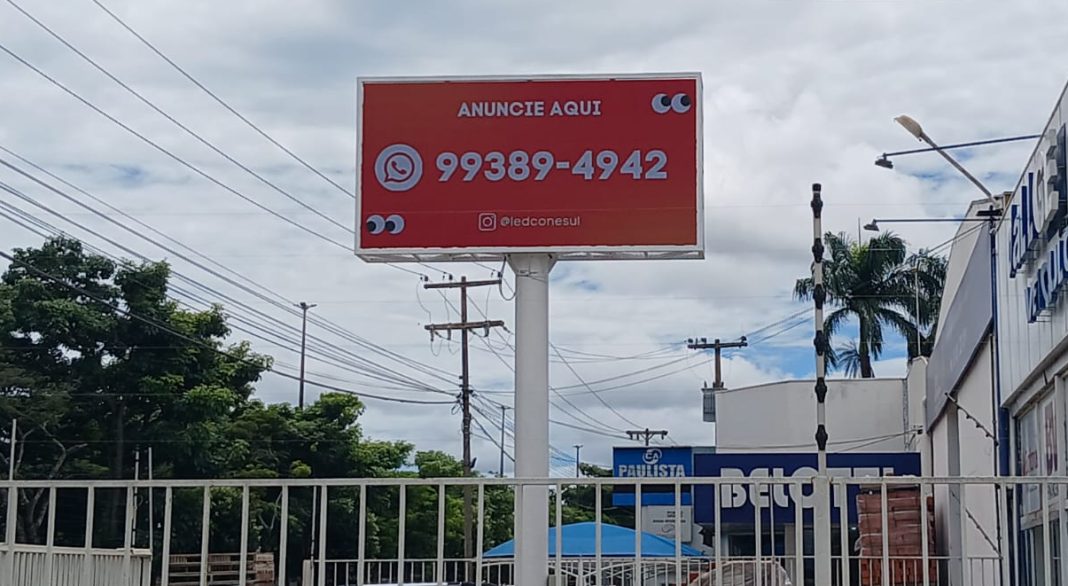 ANUNCIE AQUI
99389-4942
@ledconesul
PAULISTA